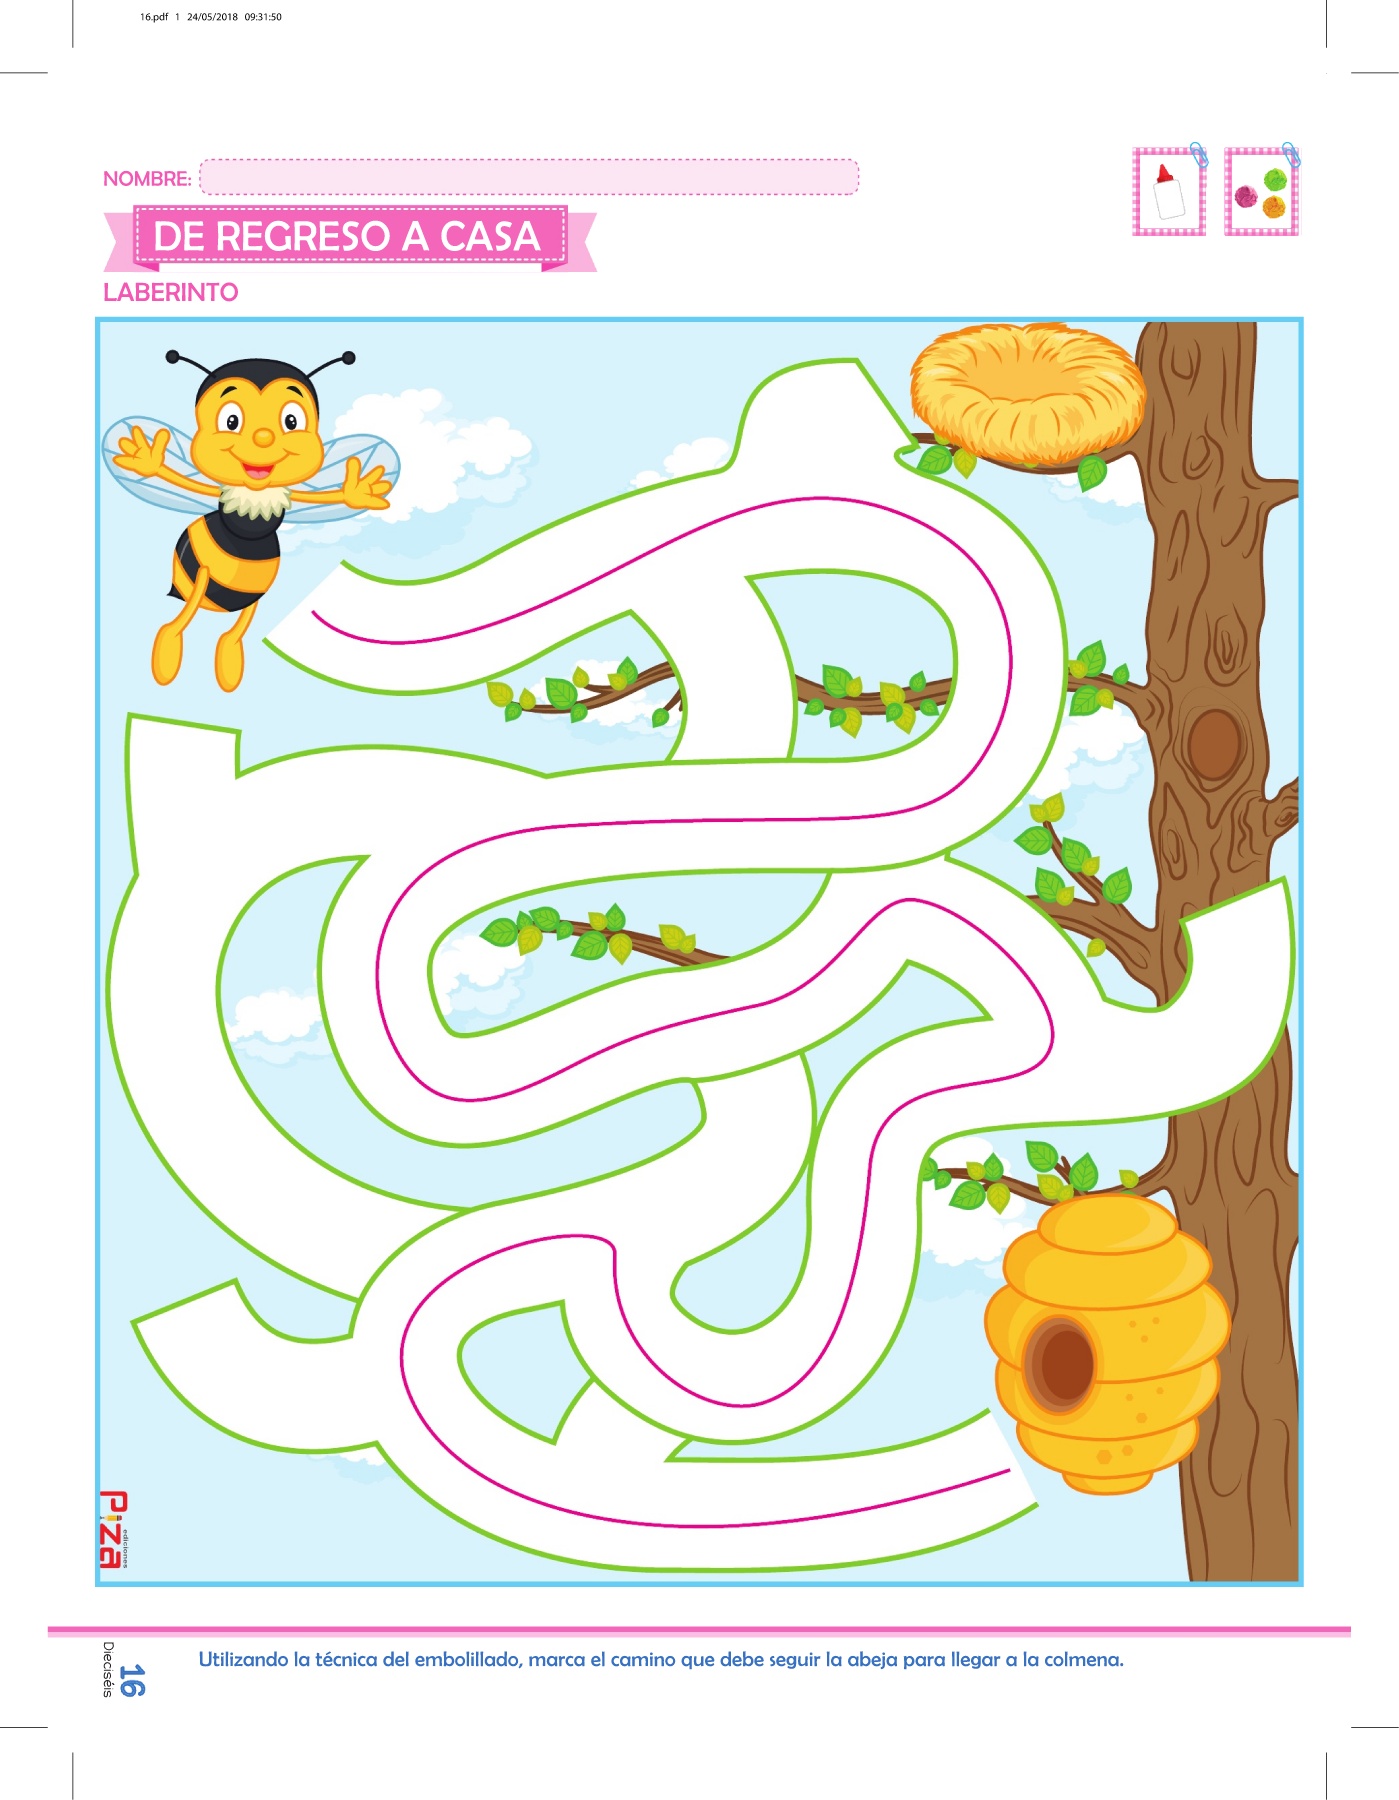 16.pdf 1 24/05/2018 09:31:50
NOMBRE:
DE REGRESO A CASA
LABERINTO
Piza
ediciones
16
Dieciséis
Utilizando la técnica del embolillado, marca el camino que debe seguir la abeja para llegar a la colmena.